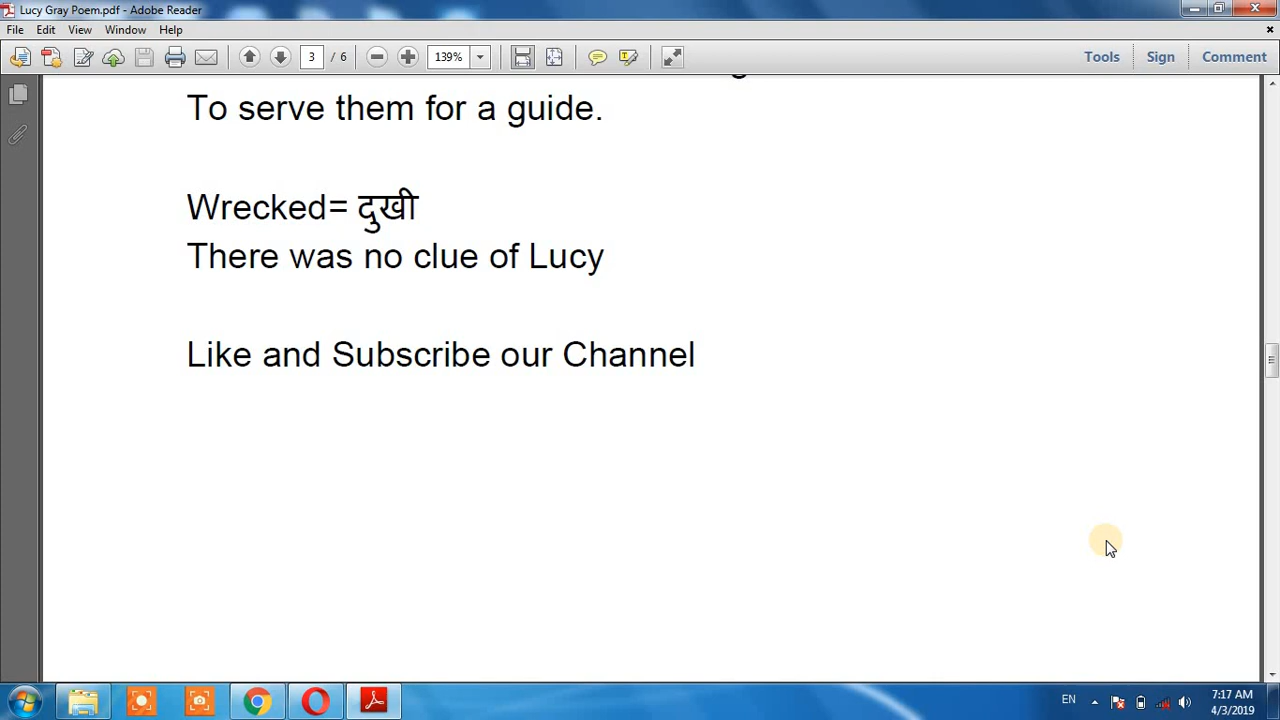 Lucy Gray Poem.pdf - Adobe Reader
File Edit View Window Help
3 / 6 139% Tools Sign Comment
To serve them for a guide.
Wrecked= दुखी
There was no clue of Lucy
Like and Subscribe our Channel
EN 7:17 AM
4/3/2019